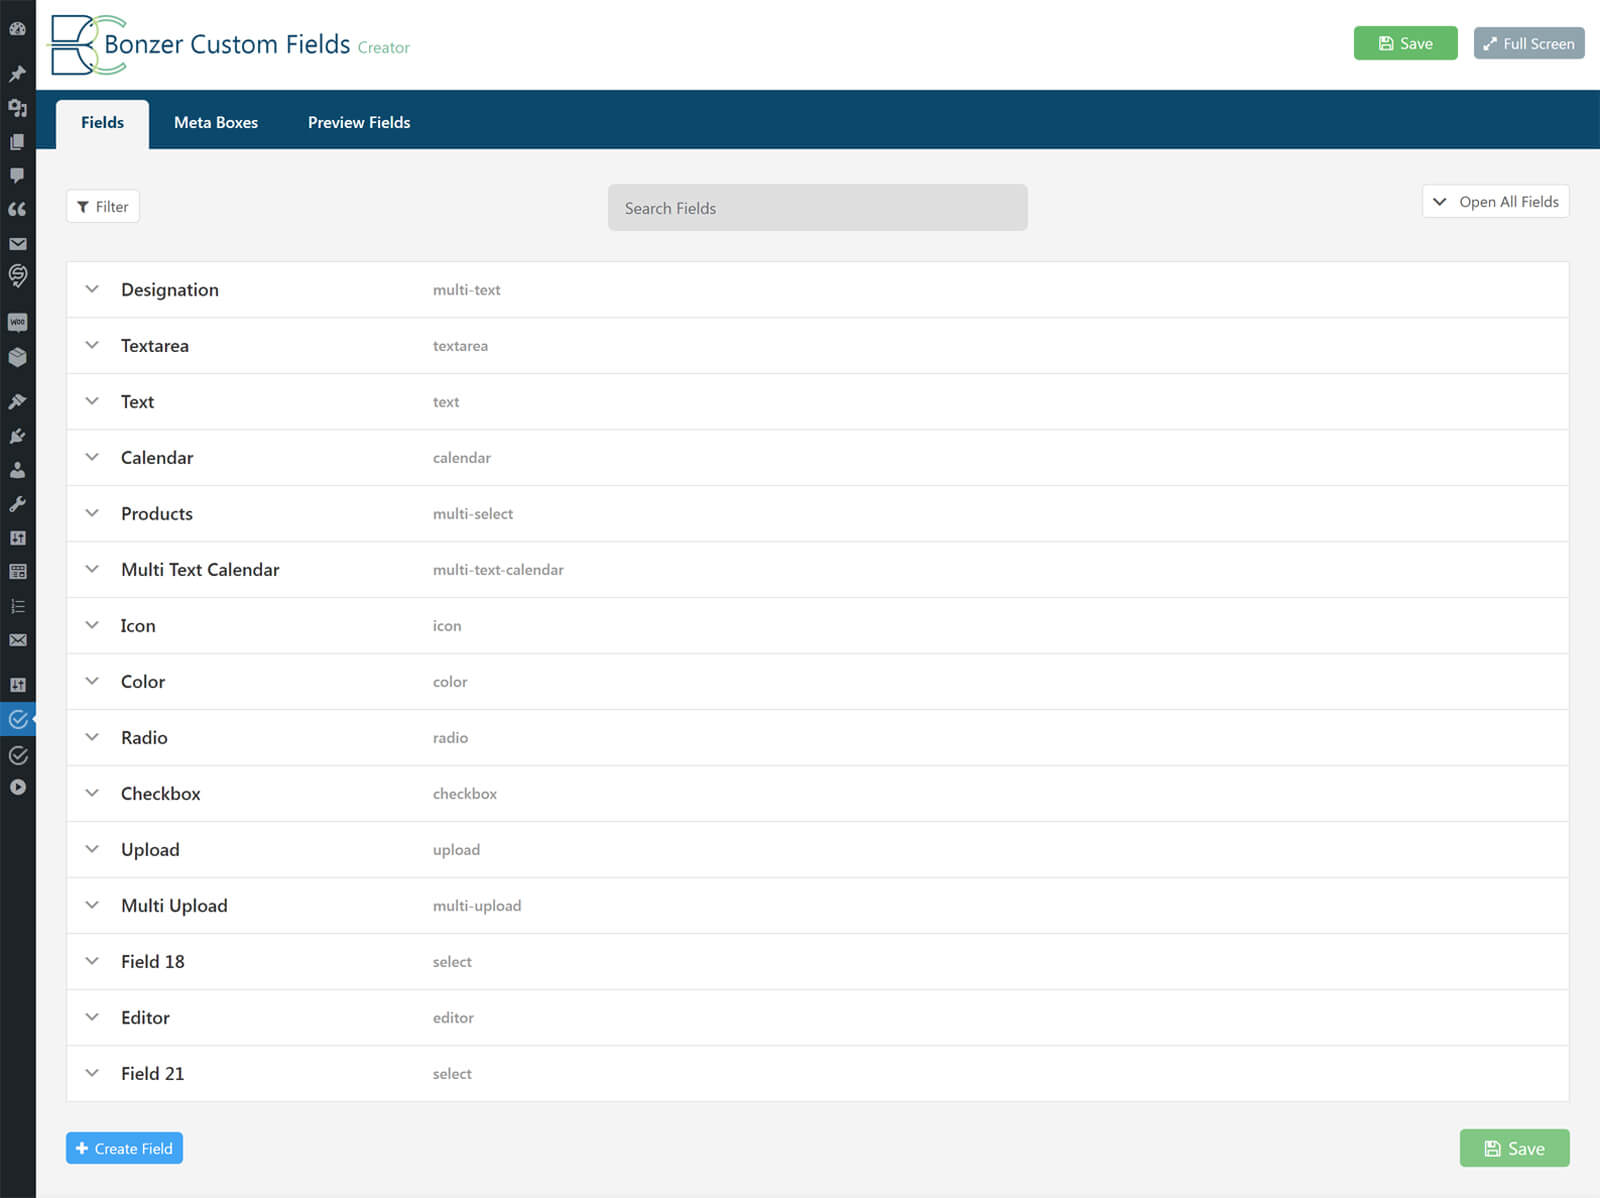 Bonzer Custom Fields Creator
Save
Full Screen
Fields
Meta Boxes
Preview Fields
Filter
Search Fields
Open All Fields
Designation multi-text
Textarea textarea
Text text
Calendar calendar
Products multi-select
Multi Text Calendar multi-text-calendar
Icon icon
Color color
Radio radio
Checkbox checkbox
Upload upload
Multi Upload multi-upload
Field 18 select
Editor editor
Field 21 select
Create Field
Save
Woo